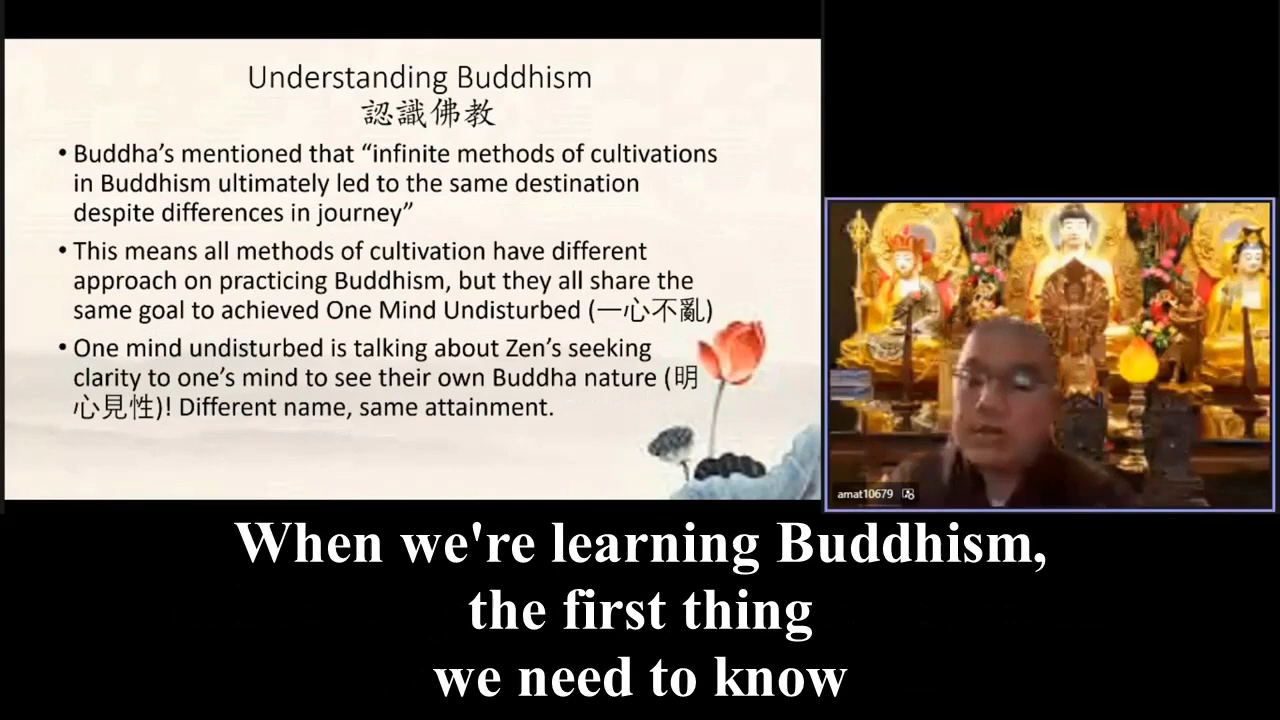 Understanding Buddhism
認識佛教
• Buddha's mentioned that “infinite methods of cultivations
in Buddhism ultimately led to the same destination
despite differences in journey”
• This means all methods of cultivation have different
approach on practicing Buddhism, but they all share the
same goal to achieved One Mind Undisturbed (一心不亂)
• One mind undisturbed is talking about Zen's seeking
clarity to one's mind to see their own Buddha nature (明
心見性)! Different name, same attainment.
amat10679
When we're learning Buddhism,
the first thing
we need to know